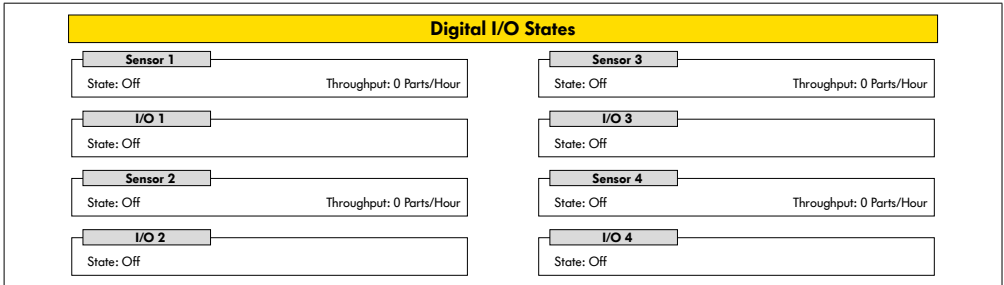 Digital I/O States
Sensor 1
State: Off Throughput: 0 Parts/Hour
I/O 1
State: Off
Sensor 2
State: Off Throughput: 0 Parts/Hour
I/O 2
State: Off
Sensor 3
State: Off Throughput: 0 Parts/Hour
I/O 3
State: Off
Sensor 4
State: Off Throughput: 0 Parts/Hour
I/O 4
State: Off